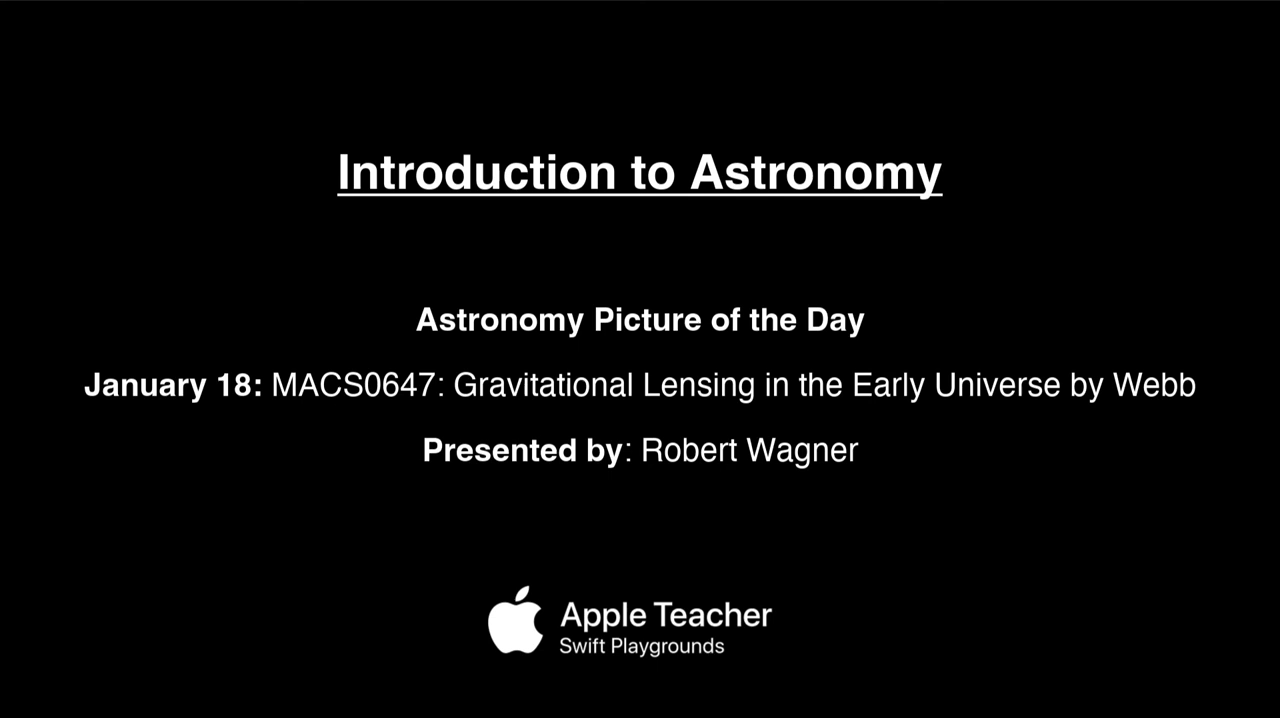 Introduction to Astronomy
Astronomy Picture of the Day
January 18: MACS0647: Gravitational Lensing in the Early Universe by Webb
Presented by: Robert Wagner
Apple Teacher
Swift Playgrounds